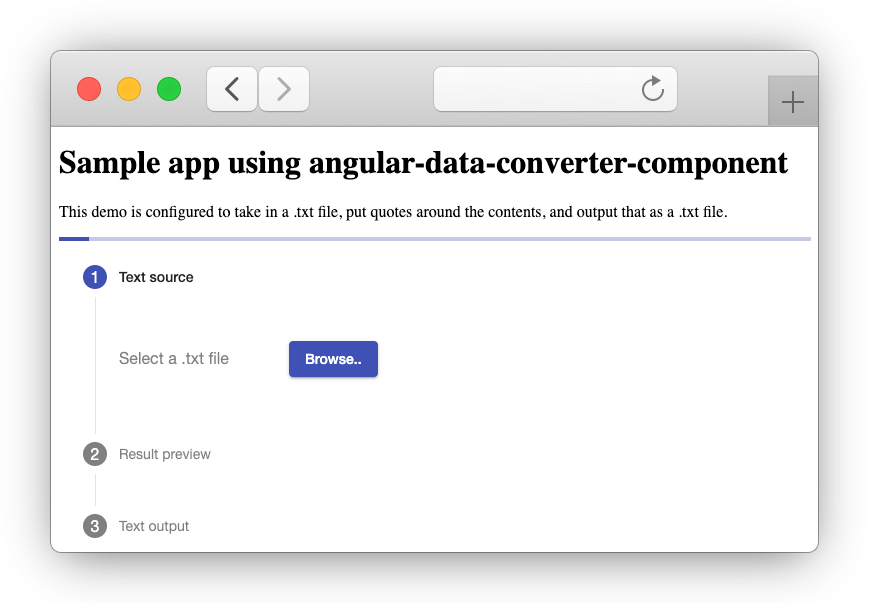 Sample app using angular-data-converter-component
This demo is configured to take in a .txt file, put quotes around the contents, and output that as a .txt file.
1 Text source
Select a .txt file Browse..
2 Result preview
3 Text output